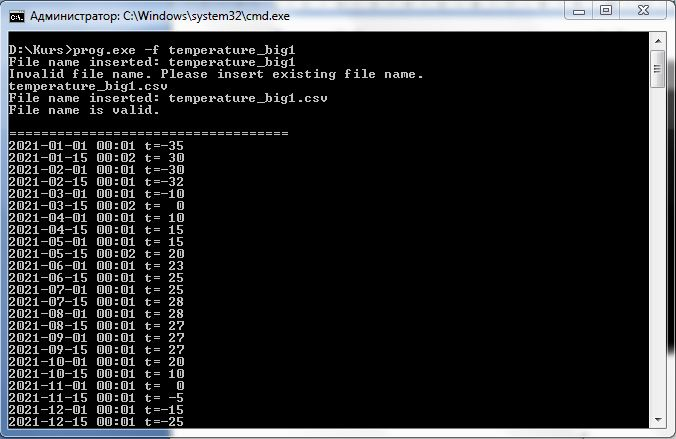 Администратор: C:\Windows\system32\cmd.exe
D:\Kurs>prog.exe -f temperature_big1
File name inserted: temperature_big1
Invalid file name. Please insert existing file name.
temperature_big1.csv
File name inserted: temperature_big1.csv
File name is valid.
===================================
2021-01-01 00:01 t=-35
2021-01-15 00:02 t= 30
2021-02-01 00:01 t=-30
2021-02-15 00:01 t=-32
2021-03-01 00:01 t=-10
2021-03-15 00:02 t=  0
2021-04-01 00:01 t= 10
2021-04-15 00:01 t= 15
2021-05-01 00:01 t= 15
2021-05-15 00:02 t= 20
2021-06-01 00:01 t= 23
2021-06-15 00:01 t= 25
2021-07-01 00:01 t= 25
2021-07-15 00:01 t= 28
2021-08-01 00:01 t= 28
2021-08-15 00:01 t= 27
2021-09-01 00:01 t= 27
2021-09-15 00:01 t= 27
2021-10-01 00:01 t= 20
2021-10-15 00:01 t= 10
2021-11-01 00:01 t=  0
2021-11-15 00:01 t= -5
2021-12-01 00:01 t=-15
2021-12-15 00:01 t=-25